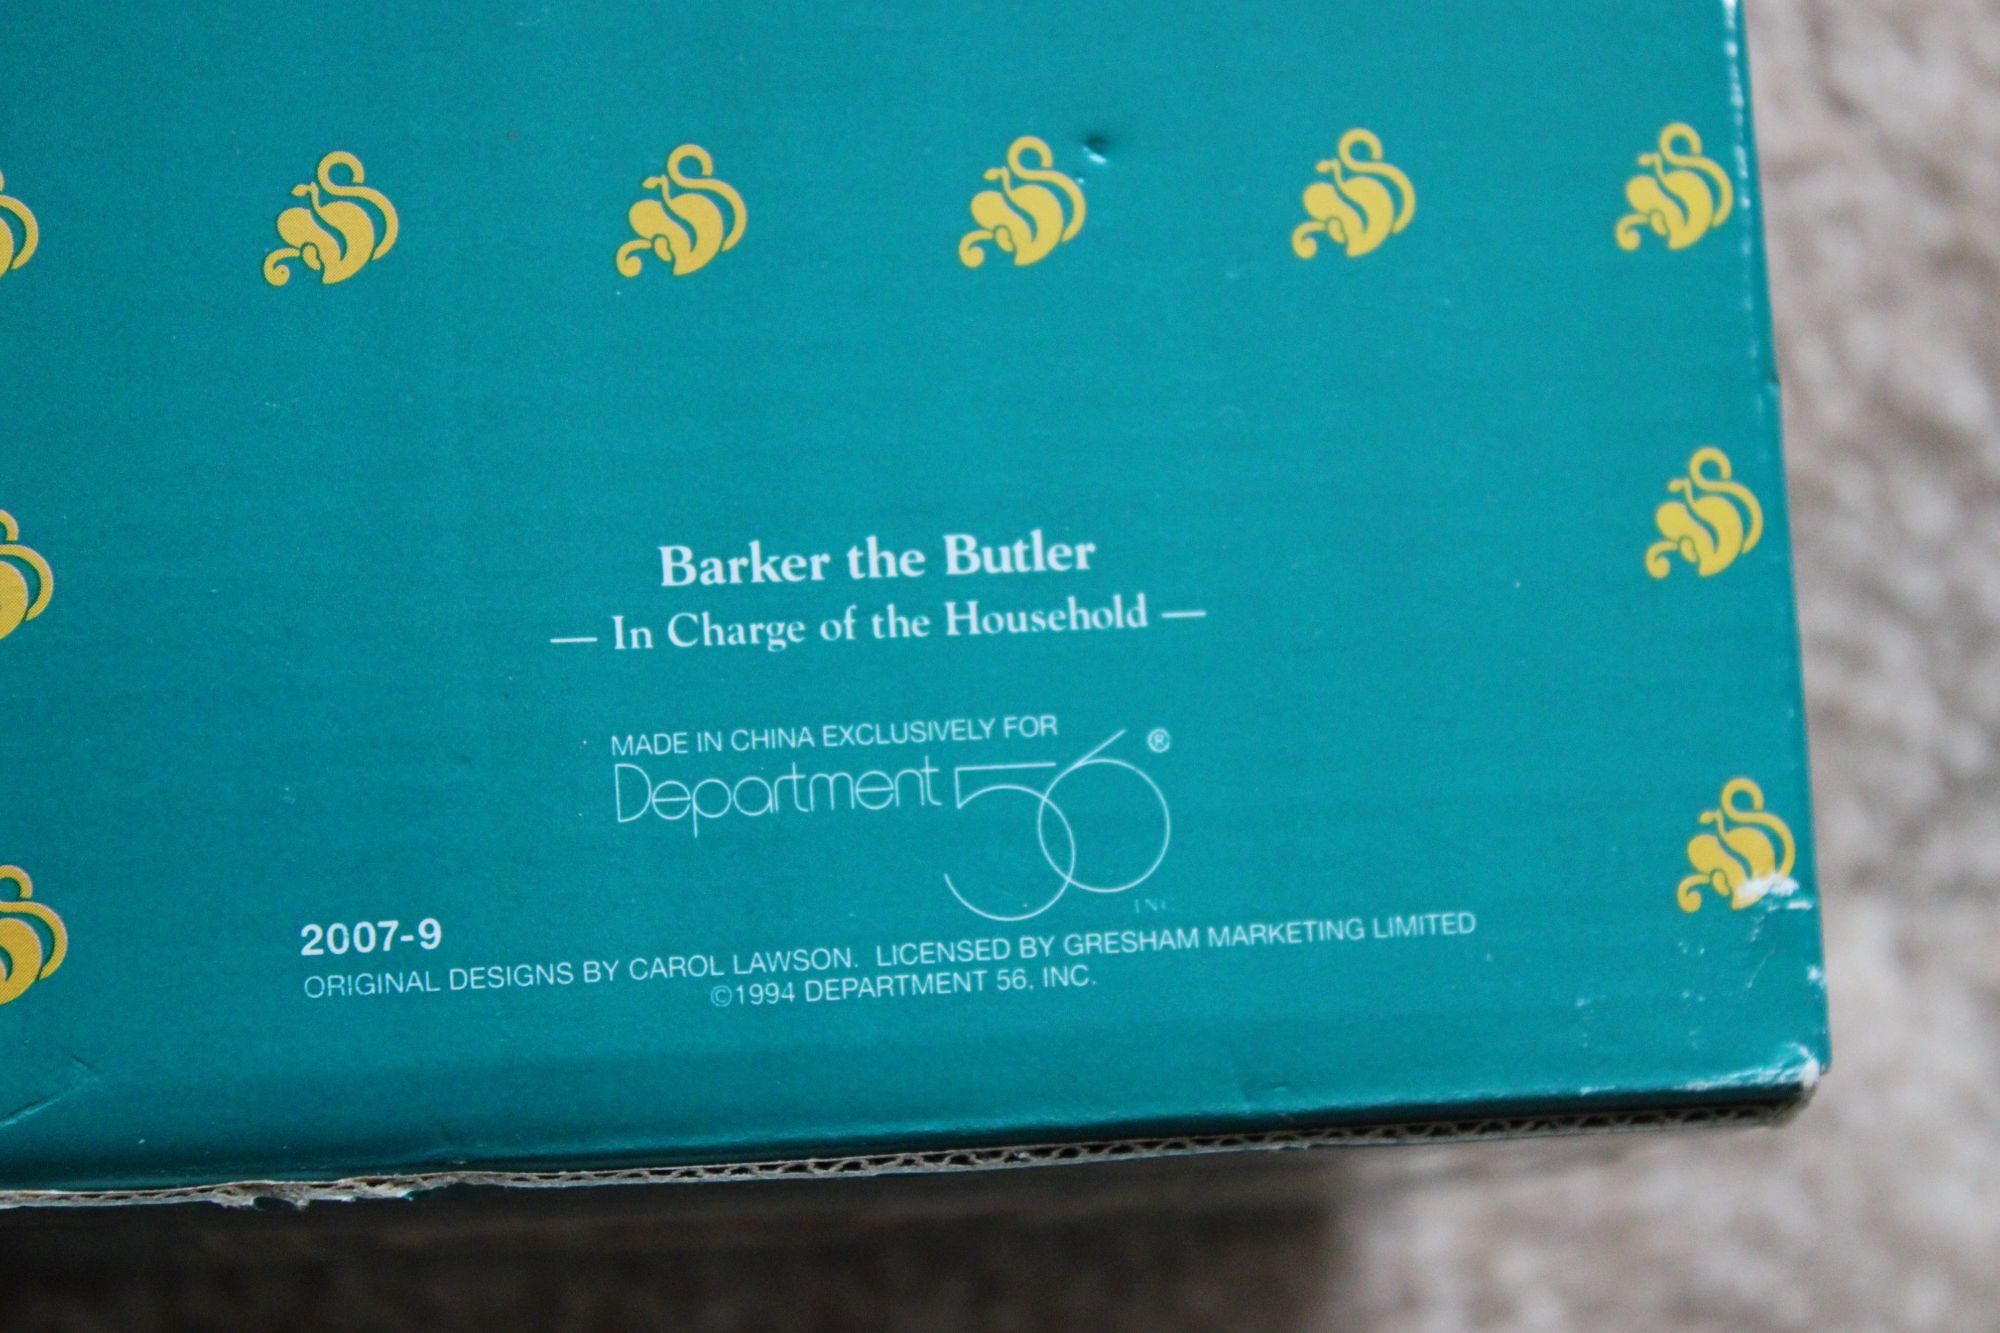 Barker the Butler
— In Charge of the Household —
MADE IN CHINA EXCLUSIVELY FOR
Department 56 ®
INC
2007-9
ORIGINAL DESIGNS BY CAROL LAWSON. LICENSED BY GRESHAM MARKETING LIMITED
©1994 DEPARTMENT 56, INC.